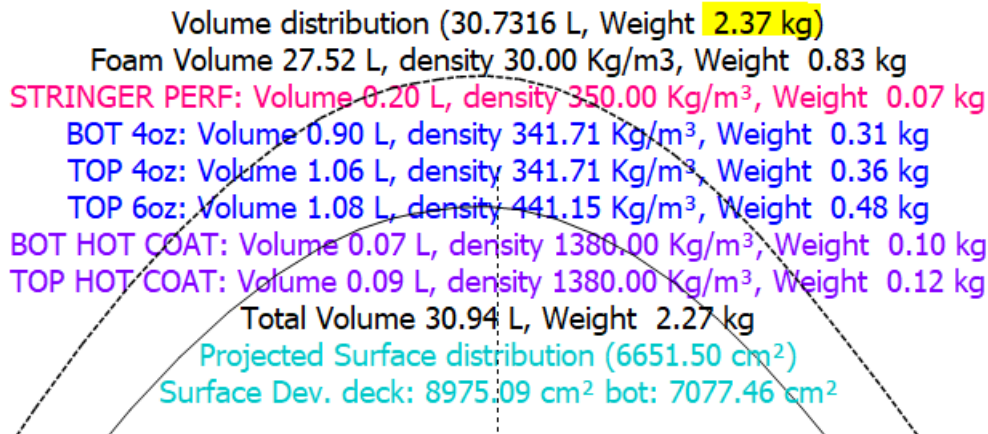 Volume distribution (30.7316 L, Weight 2.37 kg)
Foam Volume 27.52 L, density 30.00 Kg/m3, Weight 0.83 kg
STRINGER PERF: Volume 0.20 L, density 350.00 Kg/m³, Weight 0.07 kg
BOT 4oz: Volume 0.90 L, density 341.71 Kg/m³, Weight 0.31 kg
TOP 4oz: Volume 1.06 L, density 341.71 Kg/m³, Weight 0.36 kg
TOP 6oz: Volume 1.08 L, density 441.15 Kg/m³, Weight 0.48 kg
BOT HOT COAT: Volume 0.07 L, density 1380.00 Kg/m³, Weight 0.10 kg
TOP HOT COAT: Volume 0.09 L, density 1380.00 Kg/m³, Weight 0.12 kg
Total Volume 30.94 L, Weight 2.27 kg
Projected Surface distribution (6651.50 cm²)
Surface Dev. deck: 8975.09 cm² bot: 7077.46 cm²